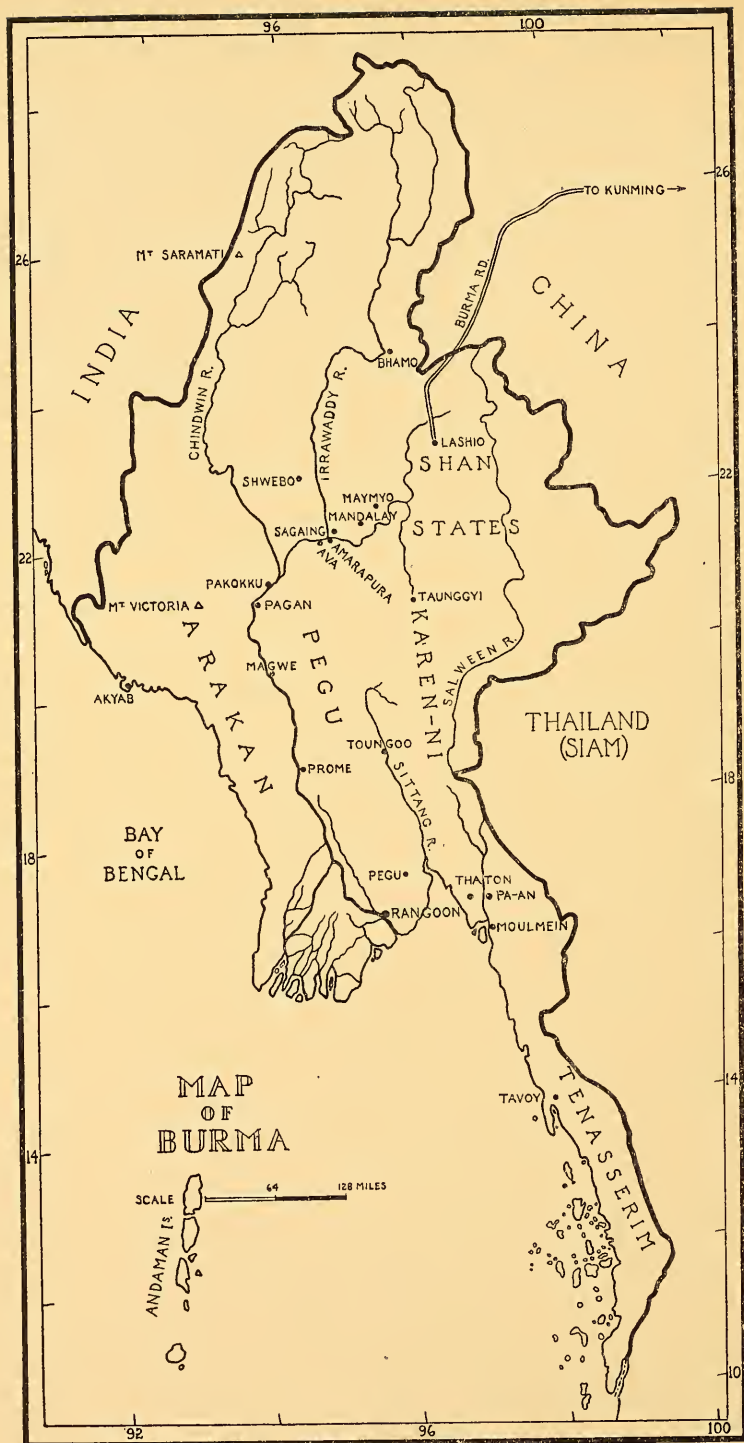 96
100
26
TO KUNMING →
MT SARAMATI
26
BURMA RD.
CHINA
INDIA
BHAMO
CHINDWIN R.
IRRAWADDY R.
LASHIO
SHAN
STATES
22
SHWEBO
MAYMYO
MANDALAY
SAGAING
AVA
AMARAPURA
22
PAKOKKU
PAGAN
MT VICTORIA
TAUNGGYI
ARAKAN
PEGU
KAREN-NI
SALWEEN R.
MAGWE
AKYAB
THAILAND
(SIAM)
TOUNGOO
SITTANG R.
PROME
18
BAY
OF
BENGAL
18
PEGU
THATON
PA-AN
RANGOON
MOULMEIN
MAP
OF
BURMA
TAVOY
14
TENASSERIM
14
SCALE
64
128 MILES
ANDAMAN IS.
10
92
96
98
100